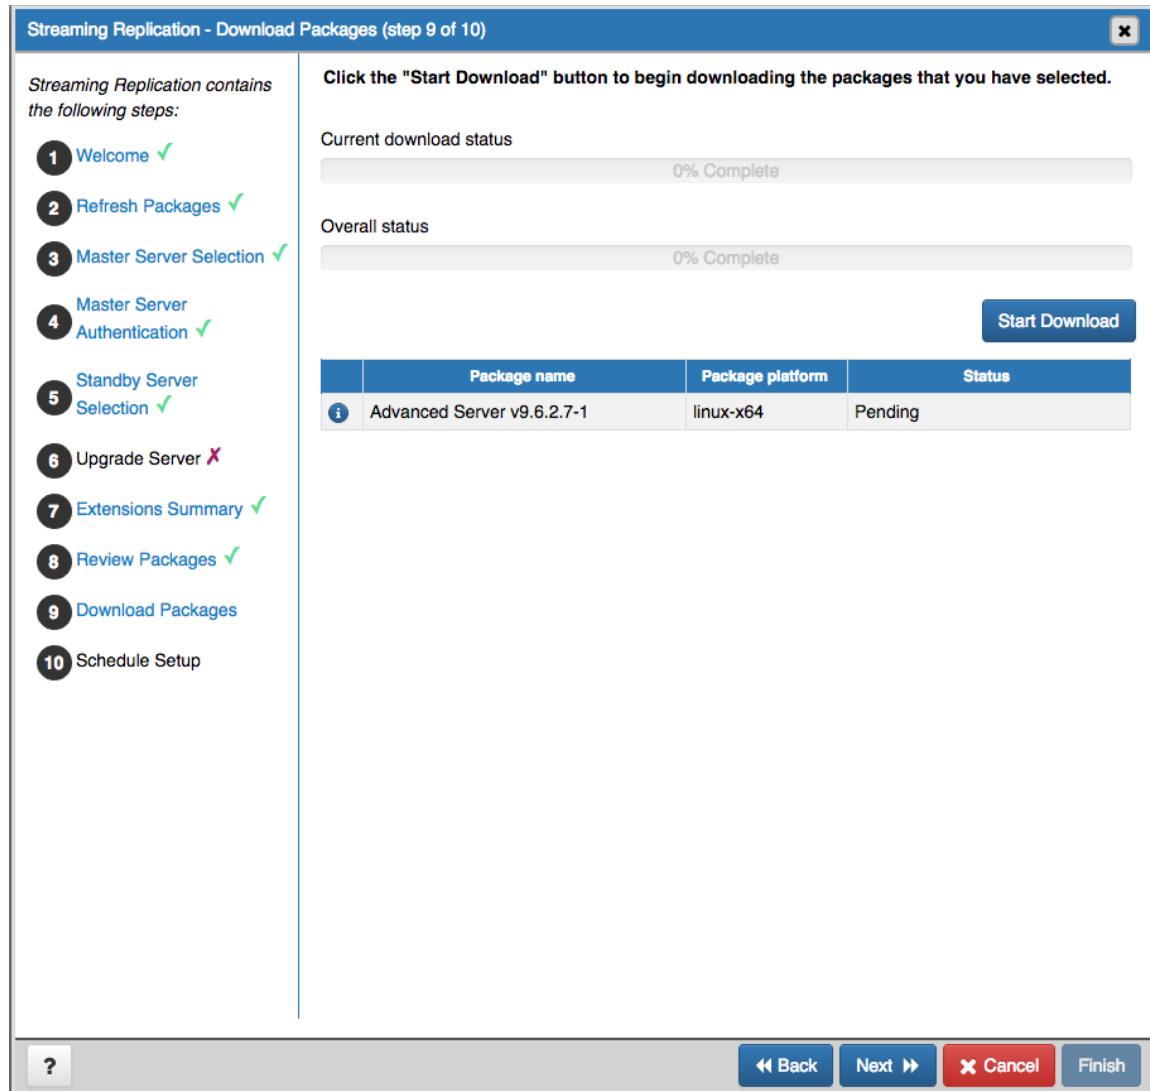 Streaming Replication - Download Packages (step 9 of 10)
Streaming Replication contains
the following steps:
1 Welcome ✓
2 Refresh Packages ✓
3 Master Server Selection ✓
4 Master Server
Authentication ✓
5 Standby Server
Selection ✓
6 Upgrade Server ✗
7 Extensions Summary ✓
8 Review Packages ✓
9 Download Packages
10 Schedule Setup
Click the "Start Download" button to begin downloading the packages that you have selected.
Current download status
0% Complete
Overall status
0% Complete
Start Download
Package name Package platform Status
Advanced Server v9.6.2.7-1 linux-x64 Pending
? Back Next Cancel Finish